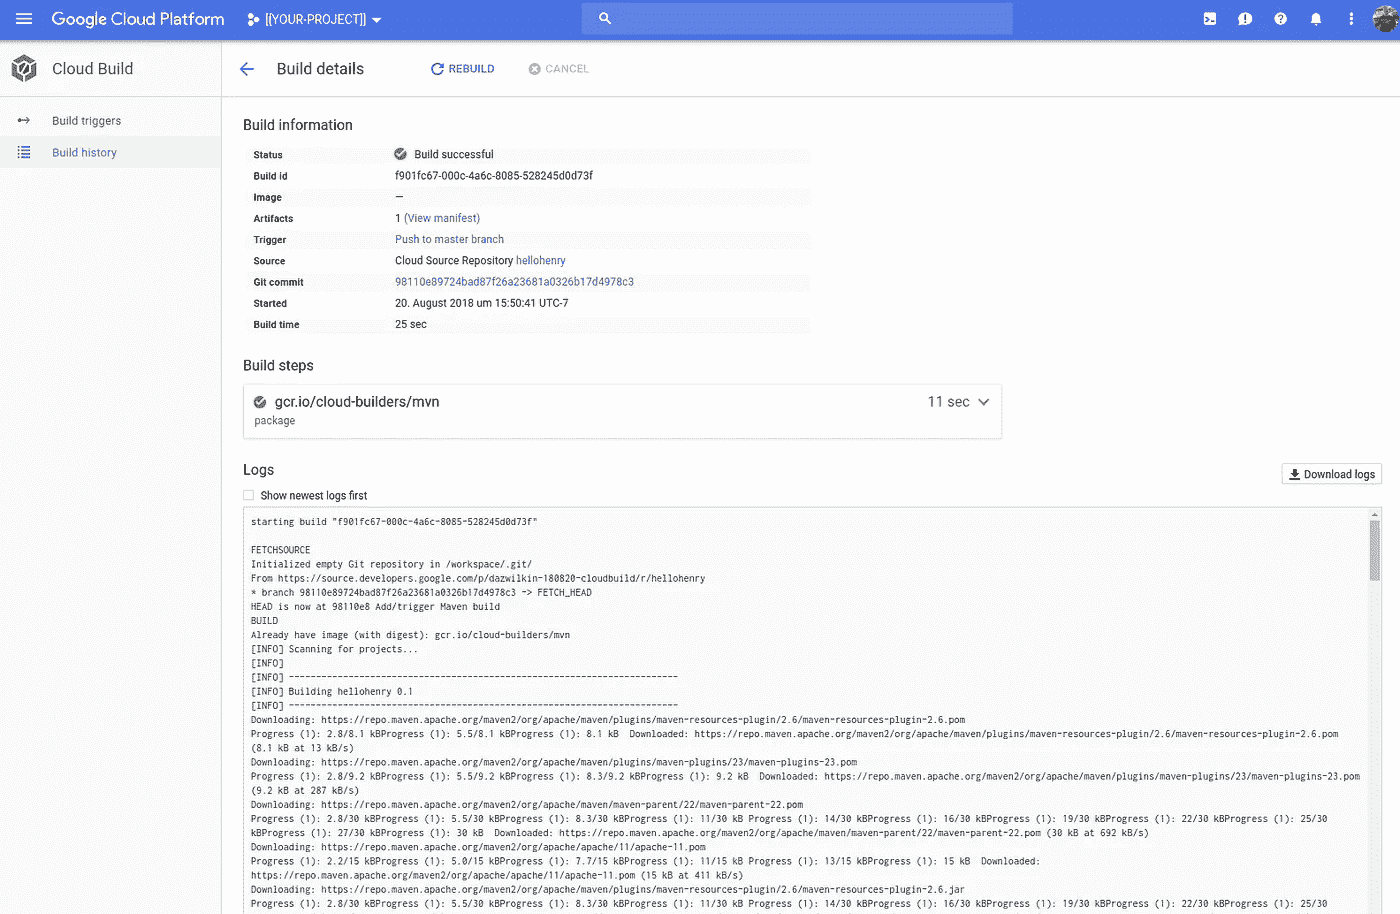 Google Cloud Platform
[[YOUR-PROJECT]]
Cloud Build
Build details
REBUILD
CANCEL
Build triggers
Build history
Build information
Status Build successful
Build id f901fc67-000c-4a6c-8085-528245d0d73f
Image —
Artifacts 1 (View manifest)
Trigger Push to master branch
Source Cloud Source Repository hellohenry
Git commit 98110e89724bad87f26a23681a0326b17d4978c3
Started 20. August 2018 um 15:50:41 UTC-7
Build time 25 sec
Build steps
gcr.io/cloud-builders/mvn 11 sec
package
Logs
Download logs
Show newest logs first
starting build "f901fc67-000c-4a6c-8085-528245d0d73f"
FETCHSOURCE
Initialized empty Git repository in /workspace/.git/
From https://source.developers.google.com/p/dazwilkin-180820-cloudbuild/r/hellohenry
* branch 98110e89724bad87f26a23681a0326b17d4978c3 -> FETCH_HEAD
HEAD is now at 98110e8 Add/trigger Maven build
BUILD
Already have image (with digest): gcr.io/cloud-builders/mvn
[INFO] Scanning for projects...
[INFO]
[INFO] ------------------------------------------------------------------------
[INFO] Building hellohenry 0.1
[INFO] ------------------------------------------------------------------------
Downloading: https://repo.maven.apache.org/maven2/org/apache/maven/plugins/maven-resources-plugin/2.6/maven-resources-plugin-2.6.pom
Progress (1): 2.8/8.1 kBProgress (1): 5.5/8.1 kBProgress (1): 8.1 kB Downloaded: https://repo.maven.apache.org/maven2/org/apache/maven/plugins/maven-resources-plugin/2.6/maven-resources-plugin-2.6.pom
(8.1 kB at 13 kB/s)
Downloading: https://repo.maven.apache.org/maven2/org/apache/maven/plugins/maven-plugins/23/maven-plugins-23.pom
Progress (1): 2.8/9.2 kBProgress (1): 5.5/9.2 kBProgress (1): 8.3/9.2 kBProgress (1): 9.2 kB Downloaded: https://repo.maven.apache.org/maven2/org/apache/maven/plugins/maven-plugins/23/maven-plugins-23.pom
(9.2 kB at 287 kB/s)
Downloading: https://repo.maven.apache.org/maven2/org/apache/maven/maven-parent/22/maven-parent-22.pom
Progress (1): 2.8/30 kBProgress (1): 5.5/30 kBProgress (1): 8.3/30 kBProgress (1): 11/30 kB Progress (1): 14/30 kBProgress (1): 16/30 kBProgress (1): 19/30 kBProgress (1): 22/30 kBProgress (1): 25/30
kBProgress (1): 27/30 kBProgress (1): 30 kB Downloaded: https://repo.maven.apache.org/maven2/org/apache/maven/maven-parent/22/maven-parent-22.pom (30 kB at 692 kB/s)
Downloading: https://repo.maven.apache.org/maven2/org/apache/apache/11/apache-11.pom
Progress (1): 2.2/15 kBProgress (1): 5.0/15 kBProgress (1): 7.7/15 kBProgress (1): 11/15 kB Progress (1): 13/15 kBProgress (1): 15 kB Downloaded:
https://repo.maven.apache.org/maven2/org/apache/apache/11/apache-11.pom (15 kB at 411 kB/s)
Downloading: https://repo.maven.apache.org/maven2/org/apache/maven/plugins/maven-resources-plugin/2.6/maven-resources-plugin-2.6.jar
Progress (1): 2.8/30 kBProgress (1): 5.5/30 kBProgress (1): 8.3/30 kBProgress (1): 11/30 kB Progress (1): 14/30 kBProgress (1): 16/30 kBProgress (1): 19/30 kBProgress (1): 22/30 kBProgress (1): 25/30